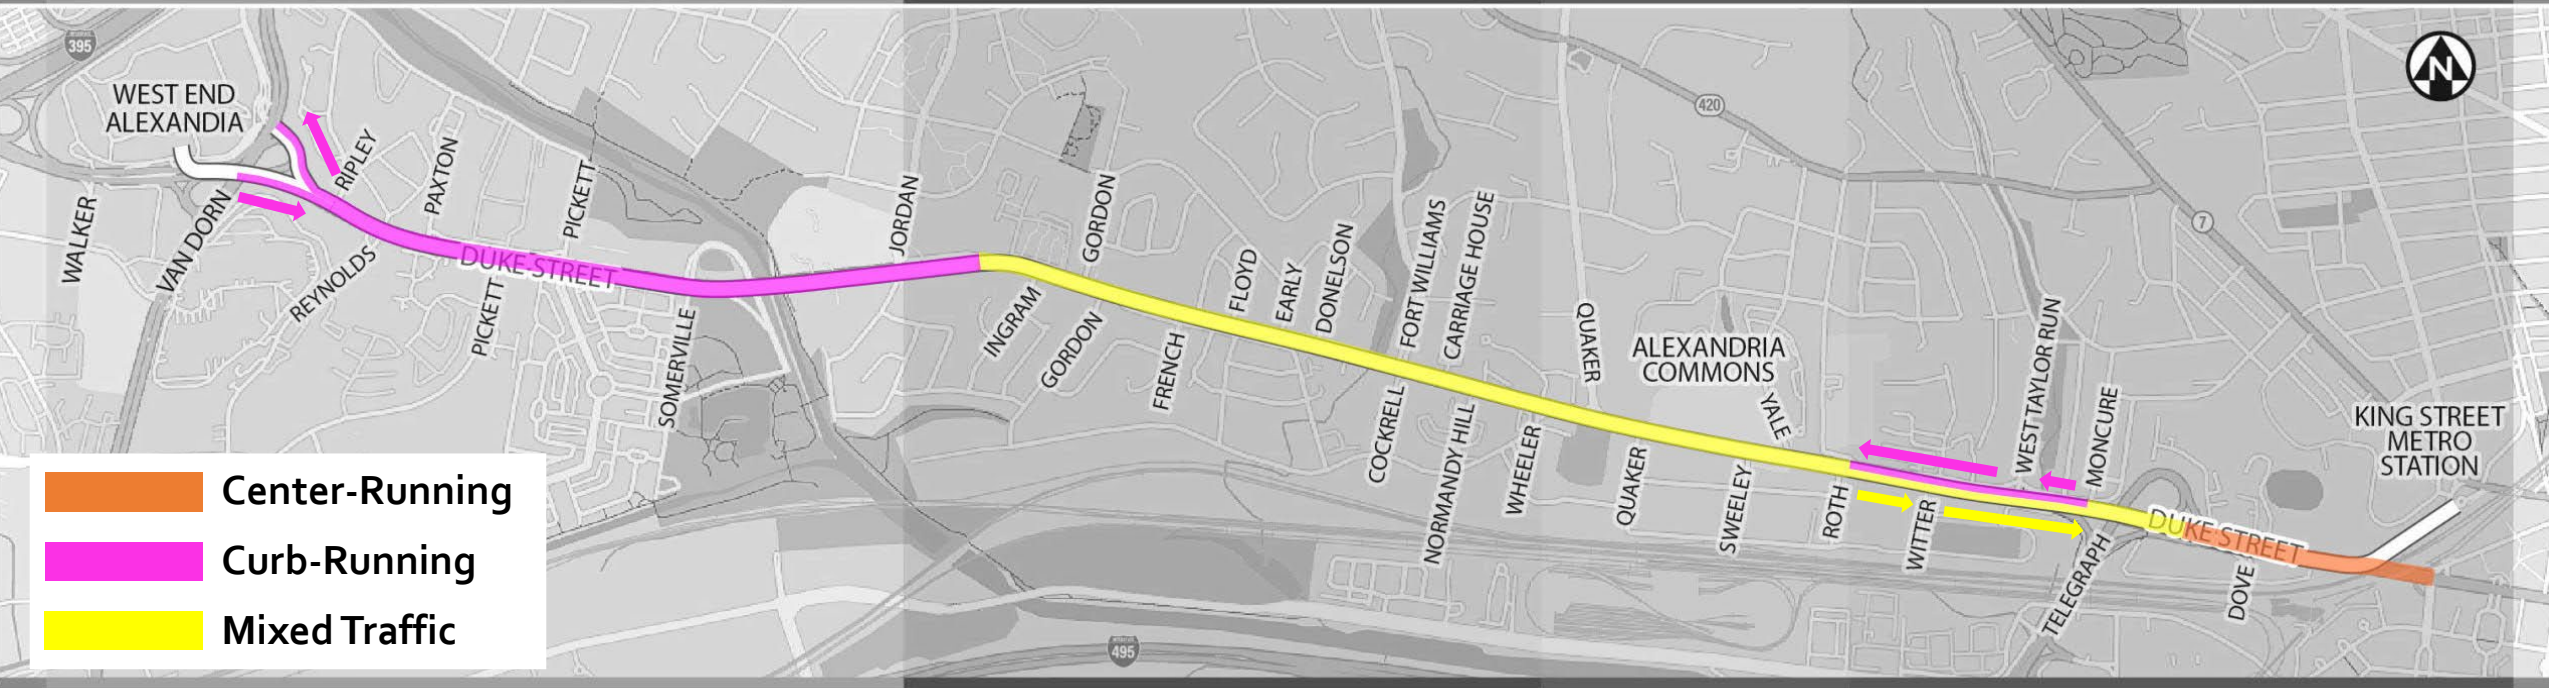 395
WEST END
ALEXANDIA
WALKER
VAN DORN
RIPLEY
REYNOLDS
PAXTON
DUKE STREET
PICKETT
PICKETT
SOMERVILLE
JORDAN
INGRAM
GORDON
GORDON
FRENCH
FLOYD
EARLY
DONELSON
FORT WILLIAMS
CARRIAGE HOUSE
COCKRELL
NORMANDY HILL
WHEELER
QUAKER
QUAKER
ALEXANDRIA
COMMONS
YALE
SWEELEY
ROTH
WITTER
WEST TAYLOR RUN
MONCURE
TELEGRAPH
DUKE STREET
DOVE
KING STREET
METRO
STATION
420
7
N
495
Center-Running
Curb-Running
Mixed Traffic